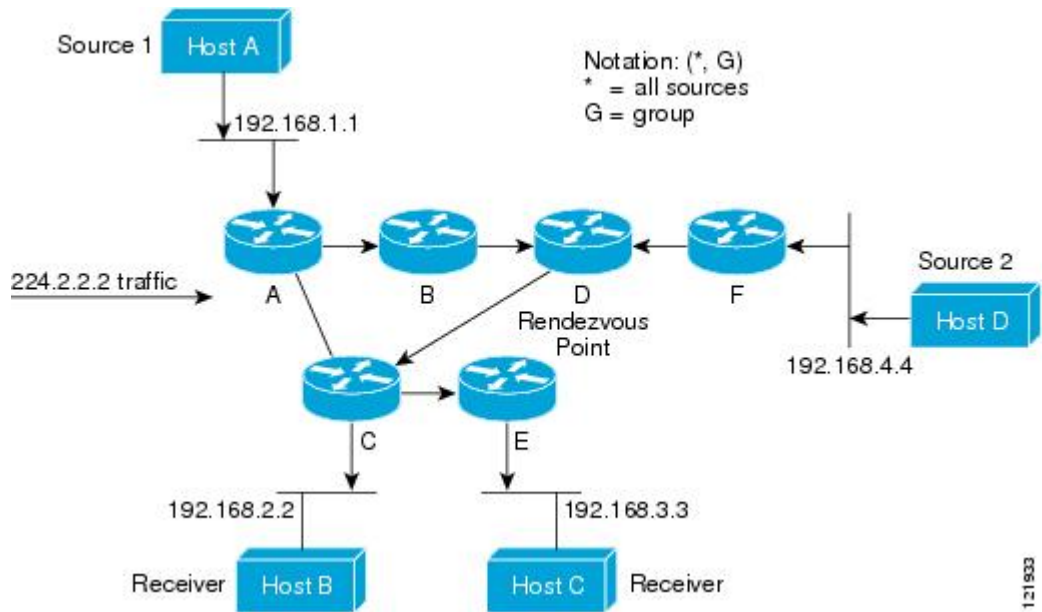 Source 1
Host A
Notation: (*, G)
* = all sources
G = group
192.168.1.1
224.2.2.2 traffic
A
B
D
F
Rendezvous
Point
Source 2
Host D
192.168.4.4
C
E
192.168.2.2
192.168.3.3
Receiver
Host B
Host C
Receiver
121933